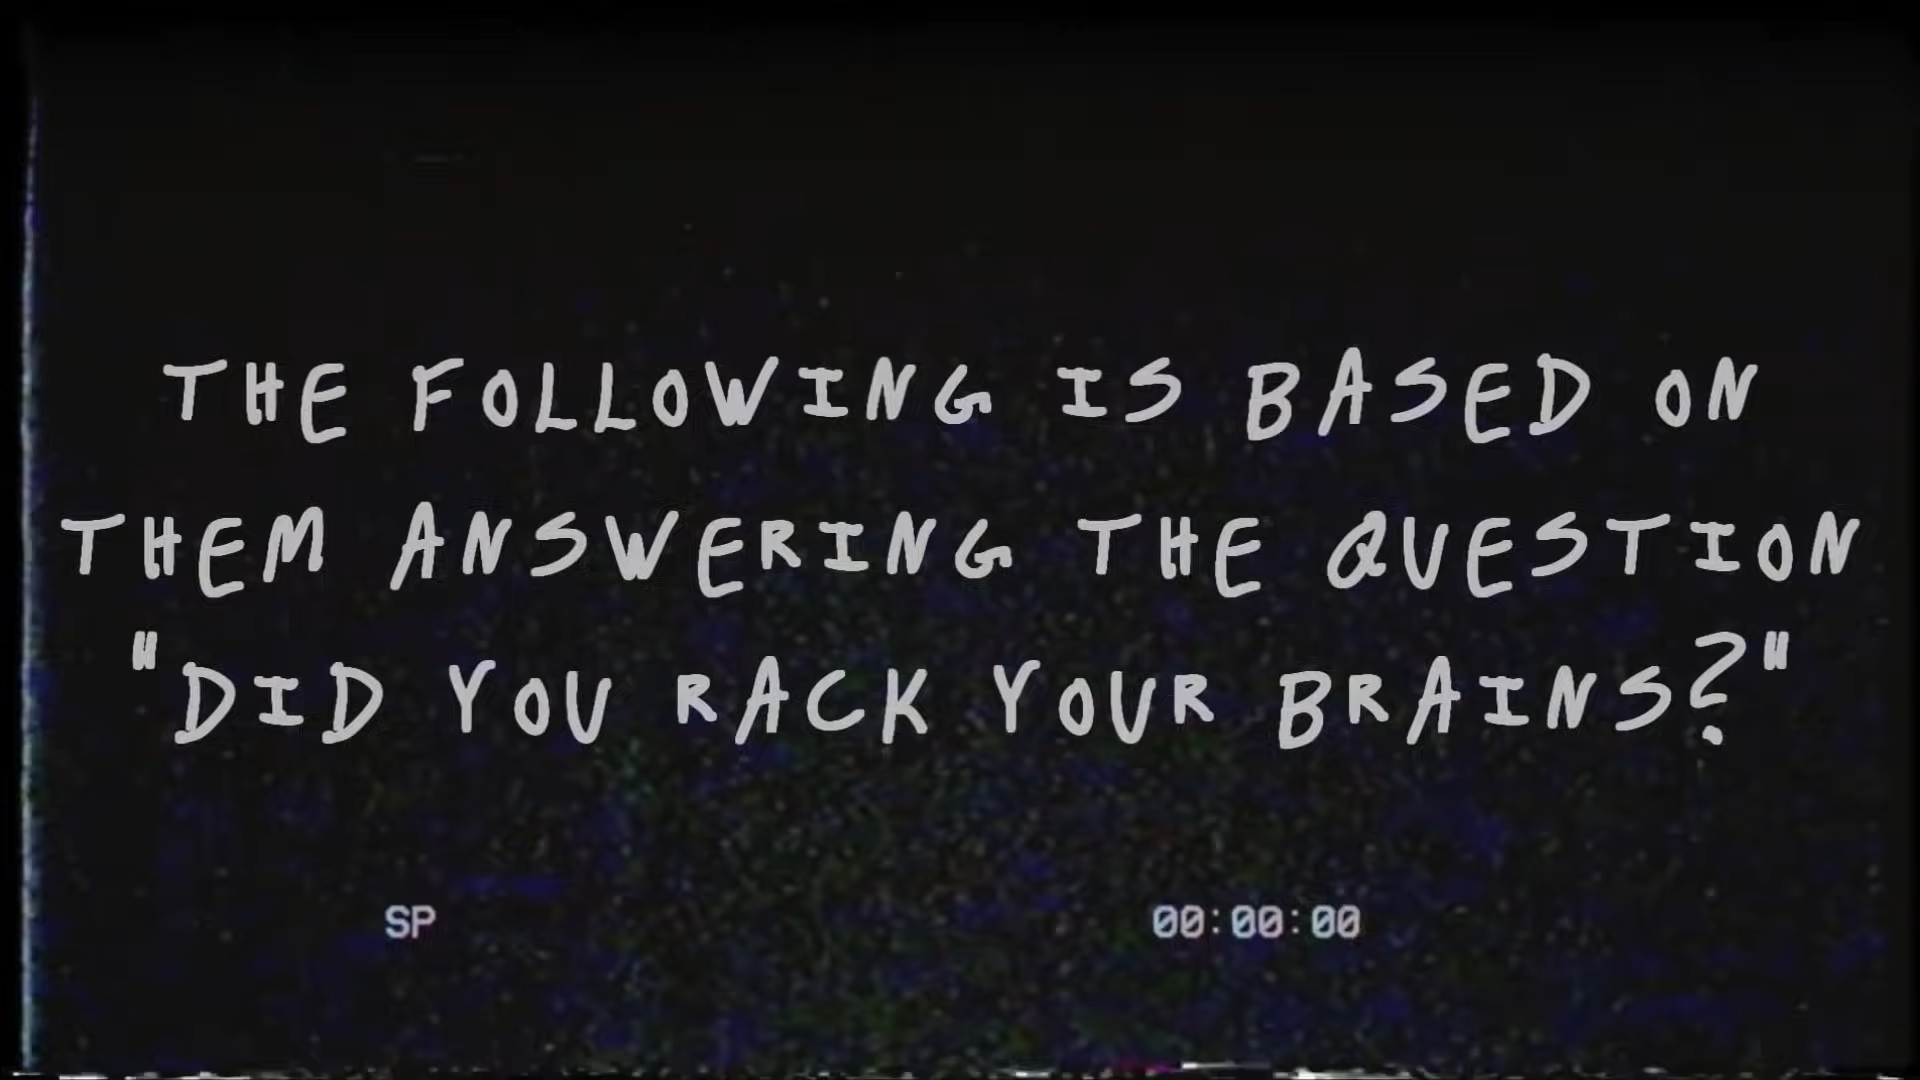 THE FOLLOWING IS BASED ON
THEM ANSWERING THE QUESTION
"DID YOU RACK YOUR BRAINS?"
SP 00:00:00